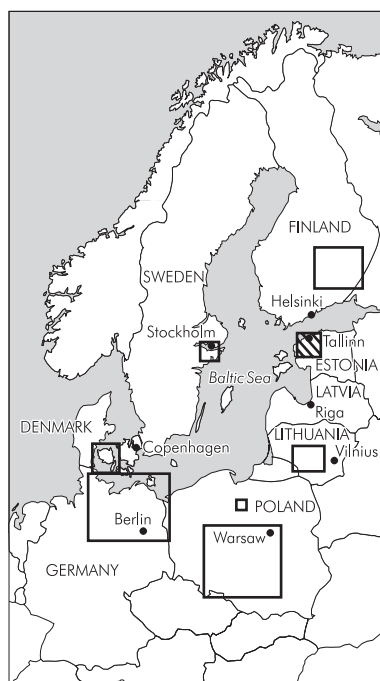 FINLAND
SWEDEN
Helsinki
Stockholm
Tallinn
ESTONIA
Baltic Sea
LATVIA
Riga
DENMARK
LITHUANIA
Copenhagen
Vilnius
POLAND
Berlin
Warsaw
GERMANY